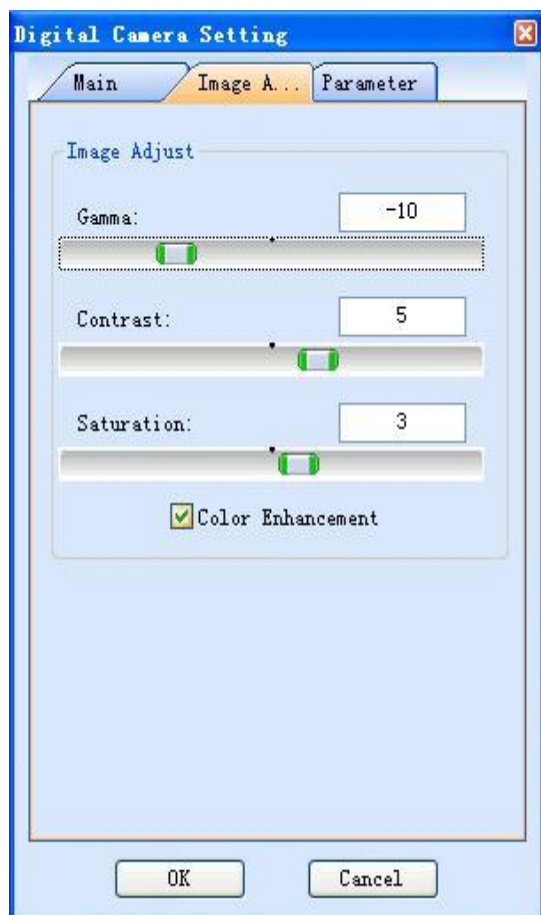 Digital Camera Setting
Main
Image A...
Parameter
Image Adjust
Gamma:
-10
Contrast:
5
Saturation:
3
Color Enhancement
OK
Cancel